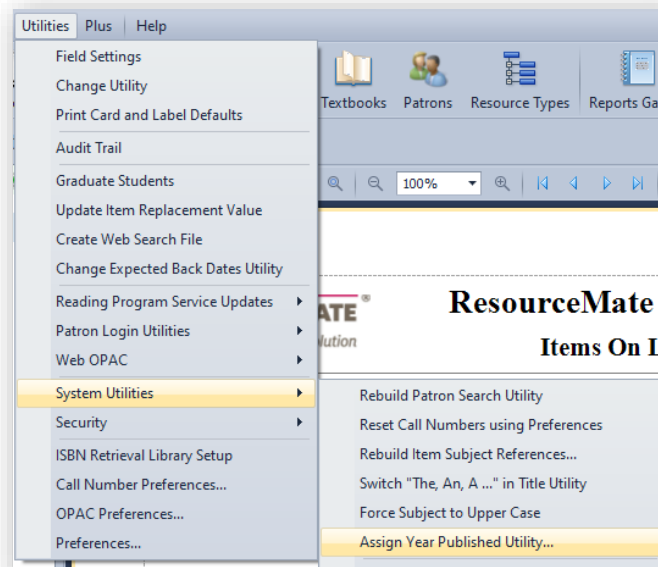 Utilities Plus Help
Field Settings
Change Utility
Print Card and Label Defaults
Audit Trail
Graduate Students
Update Item Replacement Value
Create Web Search File
Change Expected Back Dates Utility
Reading Program Service Updates
Patron Login Utilities
Web OPAC
System Utilities
Security
ISBN Retrieval Library Setup
Call Number Preferences...
OPAC Preferences...
Preferences...
Textbooks Patrons Resource Types Reports Ga
100%
ATE ®
lution
ResourceMate
Items On L
Rebuild Patron Search Utility
Reset Call Numbers using Preferences
Rebuild Item Subject References...
Switch "The, An, A ..." in Title Utility
Force Subject to Upper Case
Assign Year Published Utility...